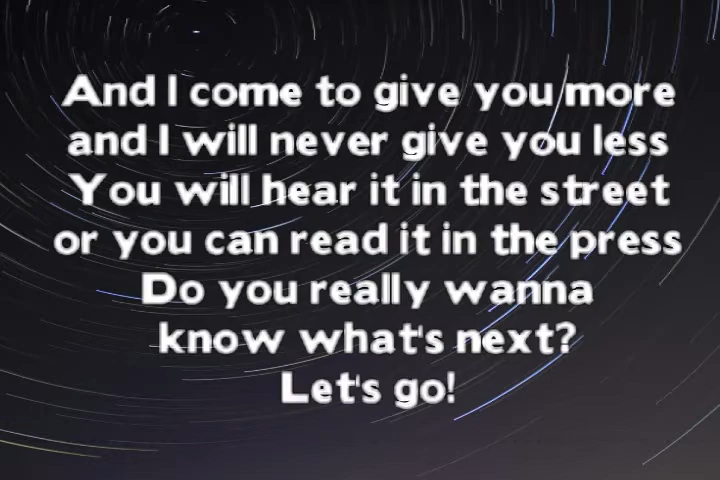 And I come to give you more
and I will never give you less
You will hear it in the street
or you can read it in the press
Do you really wanna
know what's next?
Let's go!